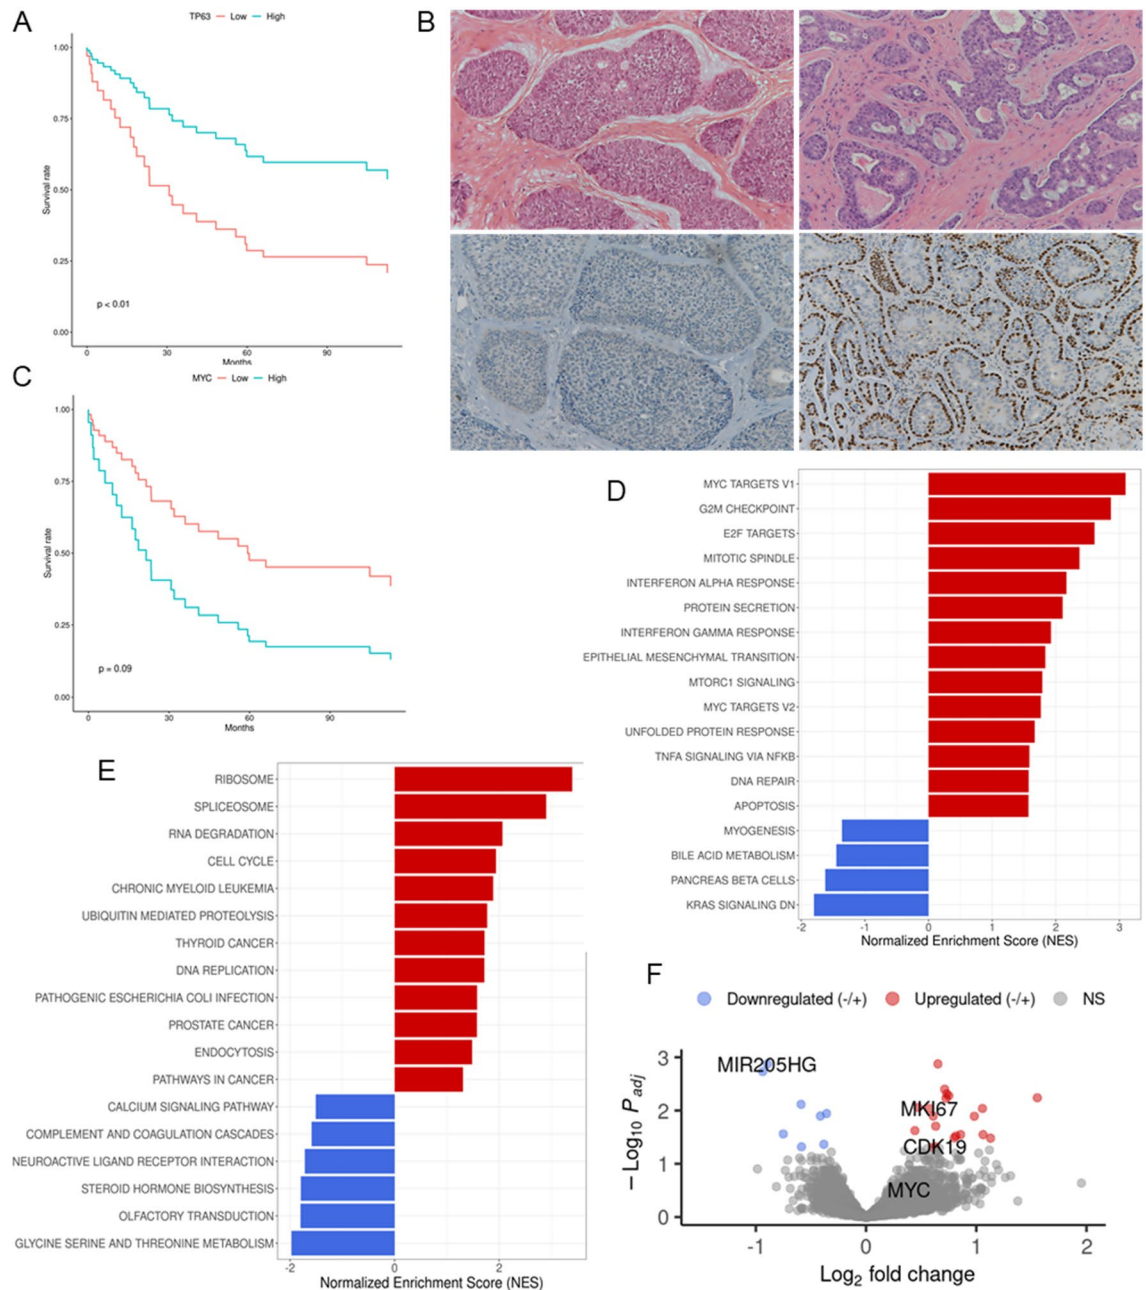 A
TP63 Low High
Survival rate
1.00
0.75
0.50
0.25
0.00
p < 0.01
0 30 60 90
Months
B
C
MYC Low High
Survival rate
1.00
0.75
0.50
0.25
0.00
p = 0.09
0 30 60 90
Months
D
MYC TARGETS V1
G2M CHECKPOINT
E2F TARGETS
MITOTIC SPINDLE
INTERFERON ALPHA RESPONSE
PROTEIN SECRETION
INTERFERON GAMMA RESPONSE
EPITHELIAL MESENCHYMAL TRANSITION
MTORC1 SIGNALING
MYC TARGETS V2
UNFOLDED PROTEIN RESPONSE
TNFA SIGNALING VIA NFKB
DNA REPAIR
APOPTOSIS
MYOGENESIS
BILE ACID METABOLISM
PANCREAS BETA CELLS
KRAS SIGNALING DN
-2 -1 0 1 2 3
Normalized Enrichment Score (NES)
E
RIBOSOME
SPLICEOSOME
RNA DEGRADATION
CELL CYCLE
CHRONIC MYELOID LEUKEMIA
UBIQUITIN MEDIATED PROTEOLYSIS
THYROID CANCER
DNA REPLICATION
PATHOGENIC ESCHERICHIA COLI INFECTION
PROSTATE CANCER
ENDOCYTOSIS
PATHWAYS IN CANCER
CALCIUM SIGNALING PATHWAY
COMPLEMENT AND COAGULATION CASCADES
NEUROACTIVE LIGAND RECEPTOR INTERACTION
STEROID HORMONE BIOSYNTHESIS
OLFACTORY TRANSDUCTION
GLYCINE SERINE AND THREONINE METABOLISM
-2 0 2
Normalized Enrichment Score (NES)
F
Downregulated (-/+) Upregulated (-/+) NS
−Log10 Padj
3
2
1
0
MIR205HG
MKI67
CDK19
MYC
-1 0 1 2
Log2 fold change